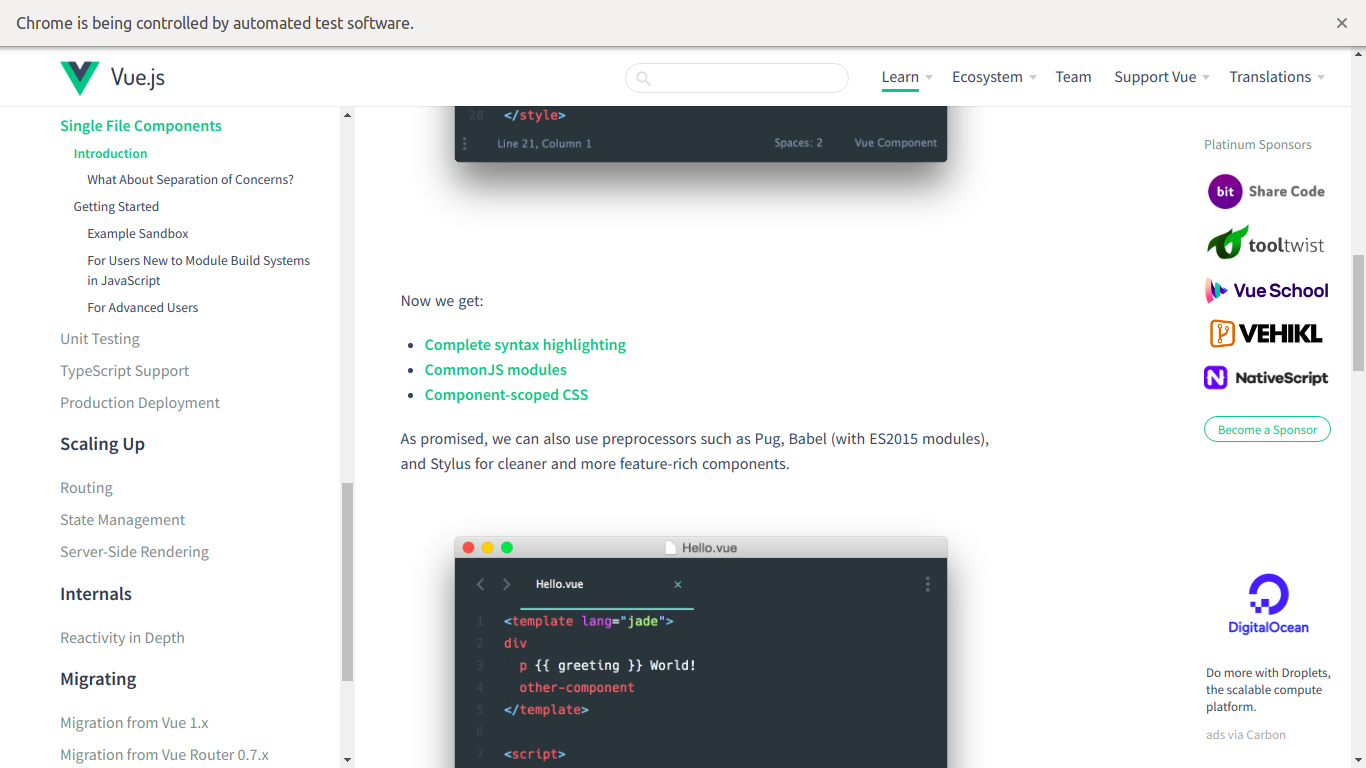 Chrome is being controlled by automated test software.
Vue.js
Learn
Ecosystem
Team
Support Vue
Translations
Single File Components
Introduction
What About Separation of Concerns?
Getting Started
Example Sandbox
For Users New to Module Build Systems
in JavaScript
For Advanced Users
Unit Testing
TypeScript Support
Production Deployment
Scaling Up
Routing
State Management
Server-Side Rendering
Internals
Reactivity in Depth
Migrating
Migration from Vue 1.x
Migration from Vue Router 0.7.x
20 </style>
Line 21, Column 1
Spaces: 2
Vue Component
Now we get:
Complete syntax highlighting
CommonJS modules
Component-scoped CSS
As promised, we can also use preprocessors such as Pug, Babel (with ES2015 modules),
and Stylus for cleaner and more feature-rich components.
Hello.vue
Hello.vue
1 <template lang="jade">
2 div
3 p {{ greeting }} World!
4 other-component
5 </template>
6
7 <script>
Platinum Sponsors
bit Share Code
tooltwist
Vue School
VEHIKL
NativeScript
Become a Sponsor
DigitalOcean
Do more with Droplets,
the scalable compute
platform.
ads via Carbon